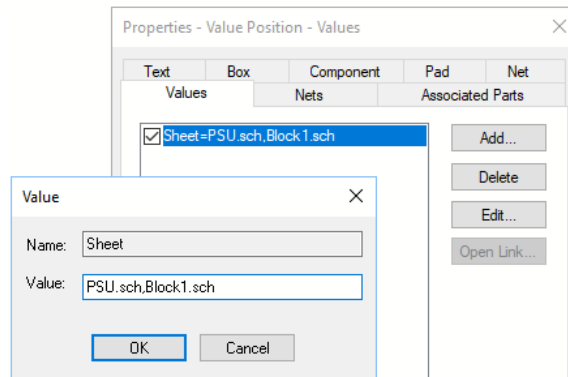 Properties - Value Position - Values
Text Box Component Pad Net
Values Nets Associated Parts
Sheet=PSU.sch,Block1.sch
Add...
Delete
Edit...
Open Link...
Value
Name: Sheet
Value: PSU.sch,Block1.sch
OK Cancel